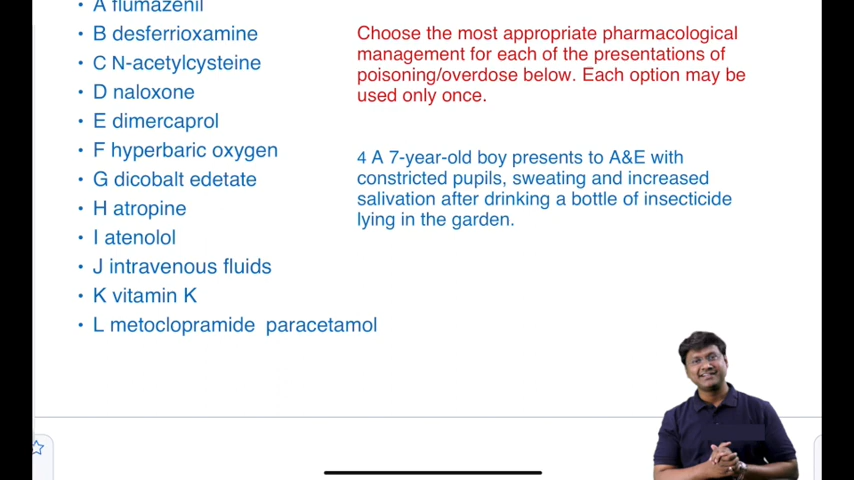 • A flumazenil
• B desferrioxamine
• C N-acetylcysteine
• D naloxone
• E dimercaprol
• F hyperbaric oxygen
• G dicobalt edetate
• H atropine
• I atenolol
• J intravenous fluids
• K vitamin K
• L metoclopramide paracetamol
Choose the most appropriate pharmacological
management for each of the presentations of
poisoning/overdose below. Each option may be
used only once.
4 A 7-year-old boy presents to A&E with
constricted pupils, sweating and increased
salivation after drinking a bottle of insecticide
lying in the garden.